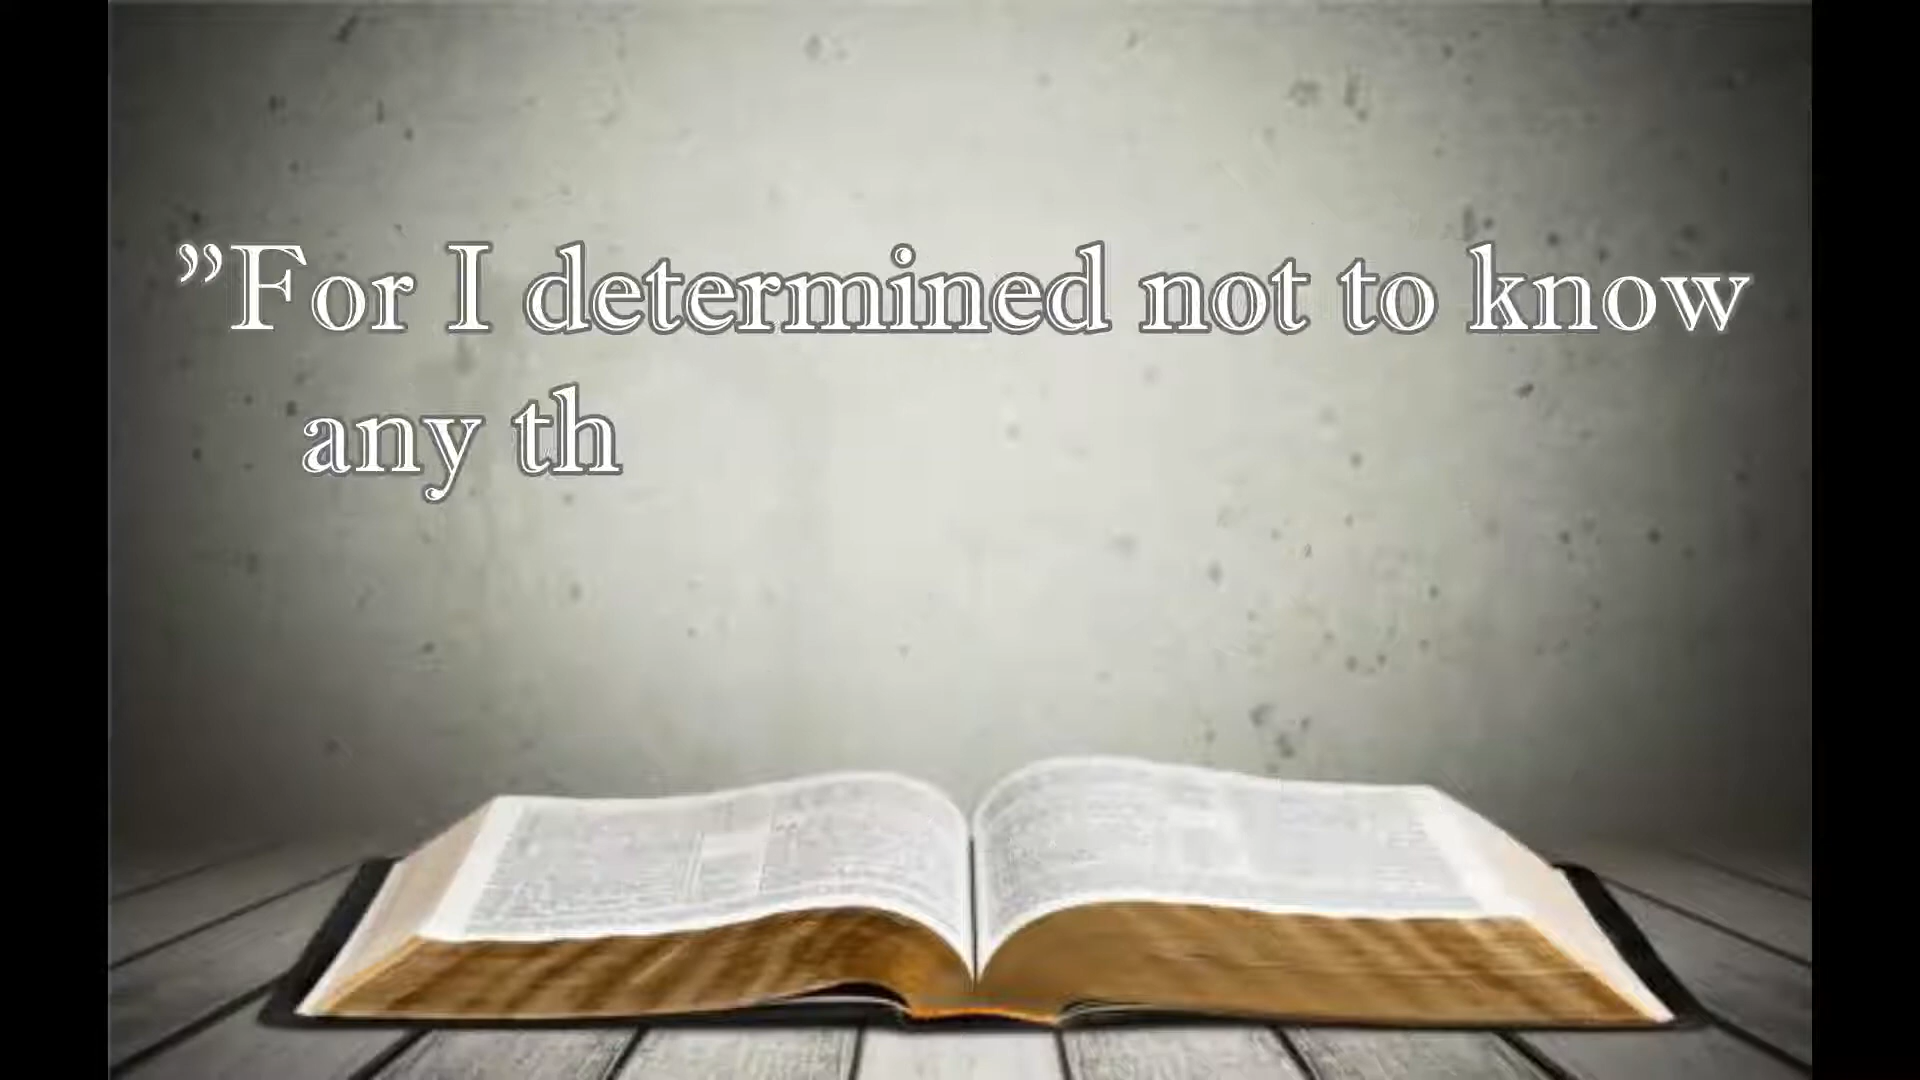 ”For I determined not to know
any th